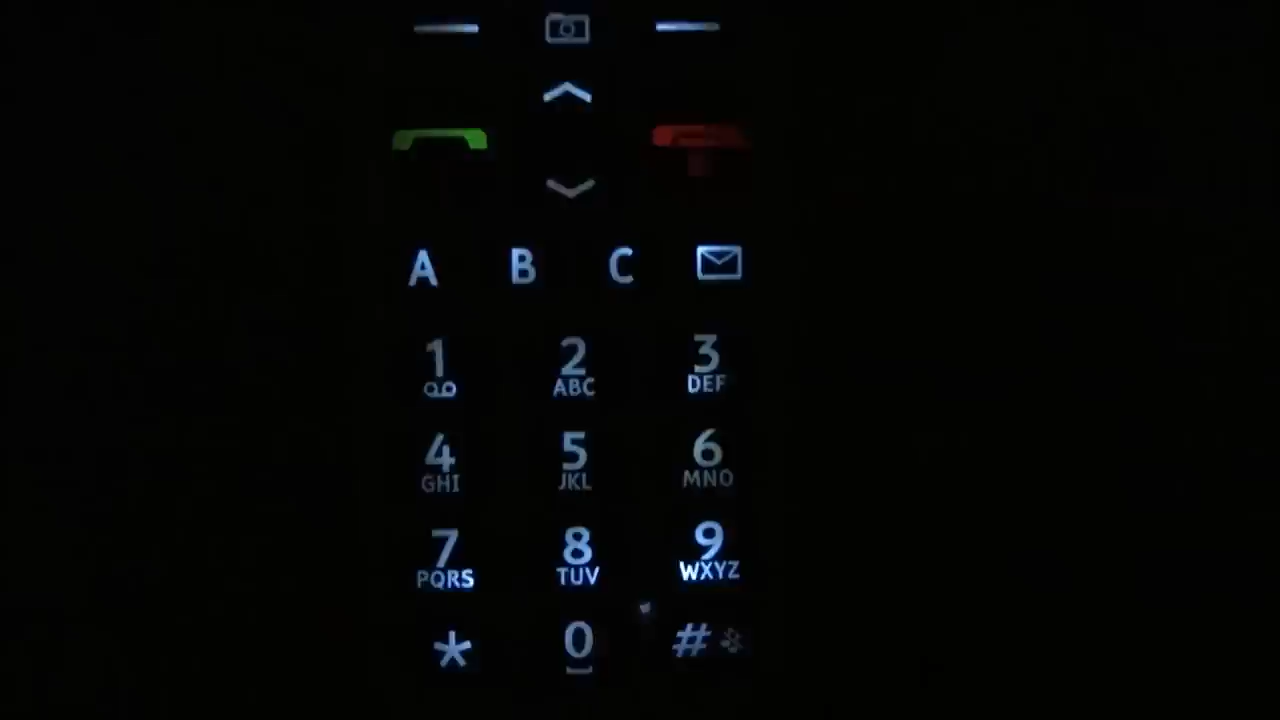 A B C
1 2 3
ABC DEF
4 5 6
GHI JKL MNO
7 8 9
PQRS TUV WXYZ
* 0 #